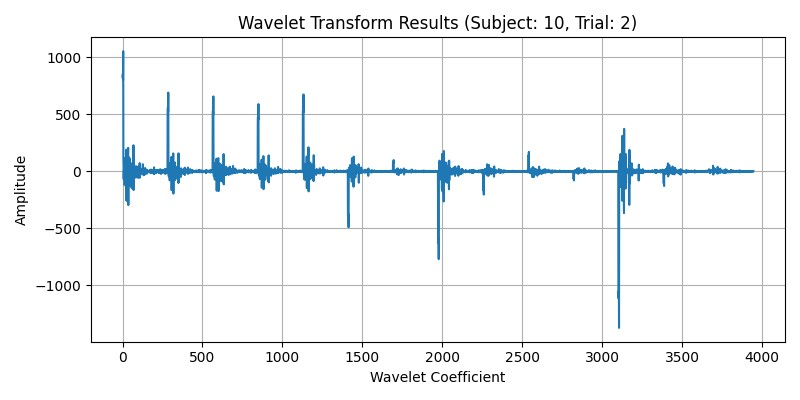 Wavelet Transform Results (Subject: 10, Trial: 2)
1000
500
0
−500
−1000
Amplitude
0 500 1000 1500 2000 2500 3000 3500 4000
Wavelet Coefficient